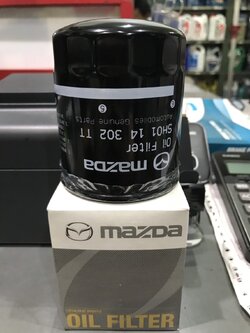 mazda
Oil Filter
SH01 14 302 TT
Automobiles Genuine Parts
mazda
OIL FILTER